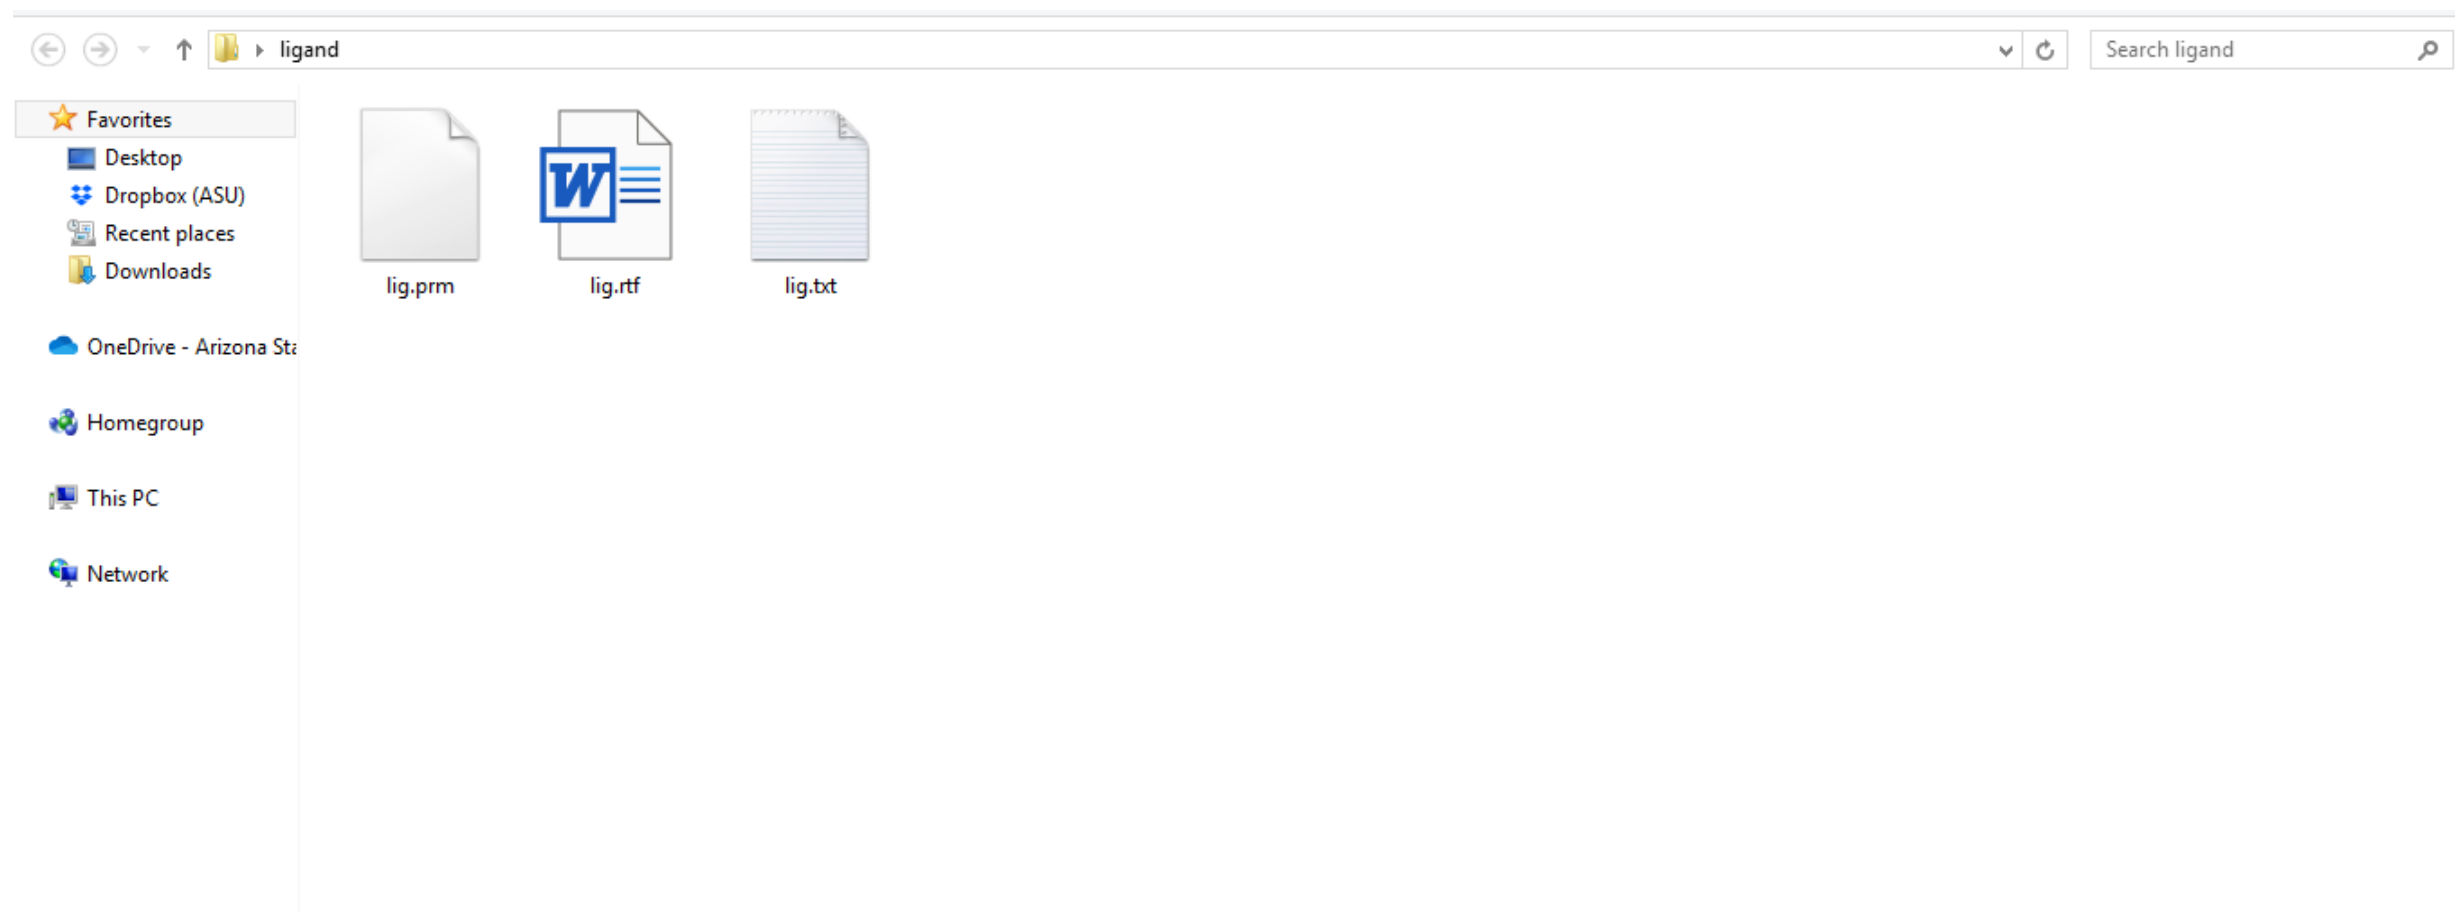 ligand
Search ligand
Favorites
Desktop
Dropbox (ASU)
Recent places
Downloads
OneDrive - Arizona Sta
Homegroup
This PC
Network
W
lig.prm
lig.rtf
lig.txt